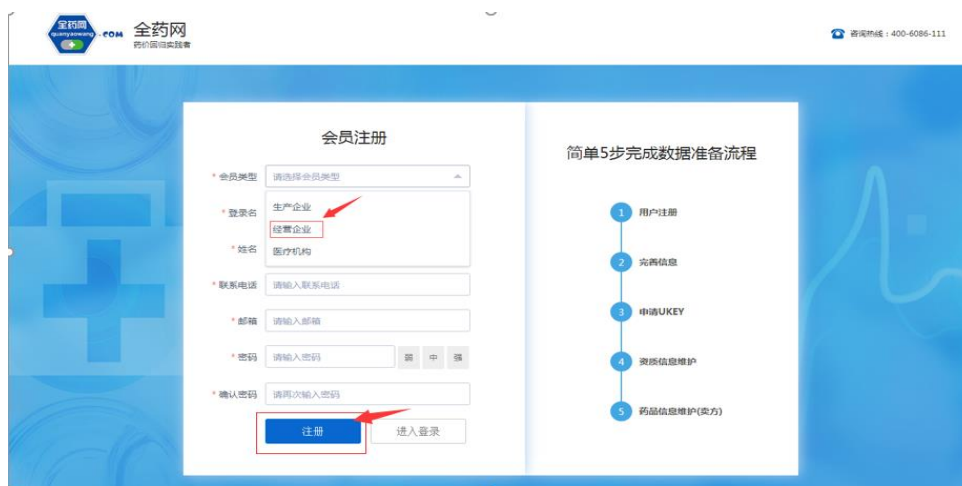 全药网
quanyaowang
.COM
全药网
药价回归实践者
咨询热线：400-6086-111
会员注册
* 会员类型 请选择会员类型
生产企业
* 登录名
经营企业
* 姓名
医疗机构
* 联系电话 请输入联系电话
* 邮箱 请输入邮箱
* 密码 请输入密码 弱 中 强
* 确认密码 请再次输入密码
注册 进入登录
简单5步完成数据准备流程
1 用户注册
2 完善信息
3 申请UKEY
4 资质信息维护
5 药品信息维护(卖方)